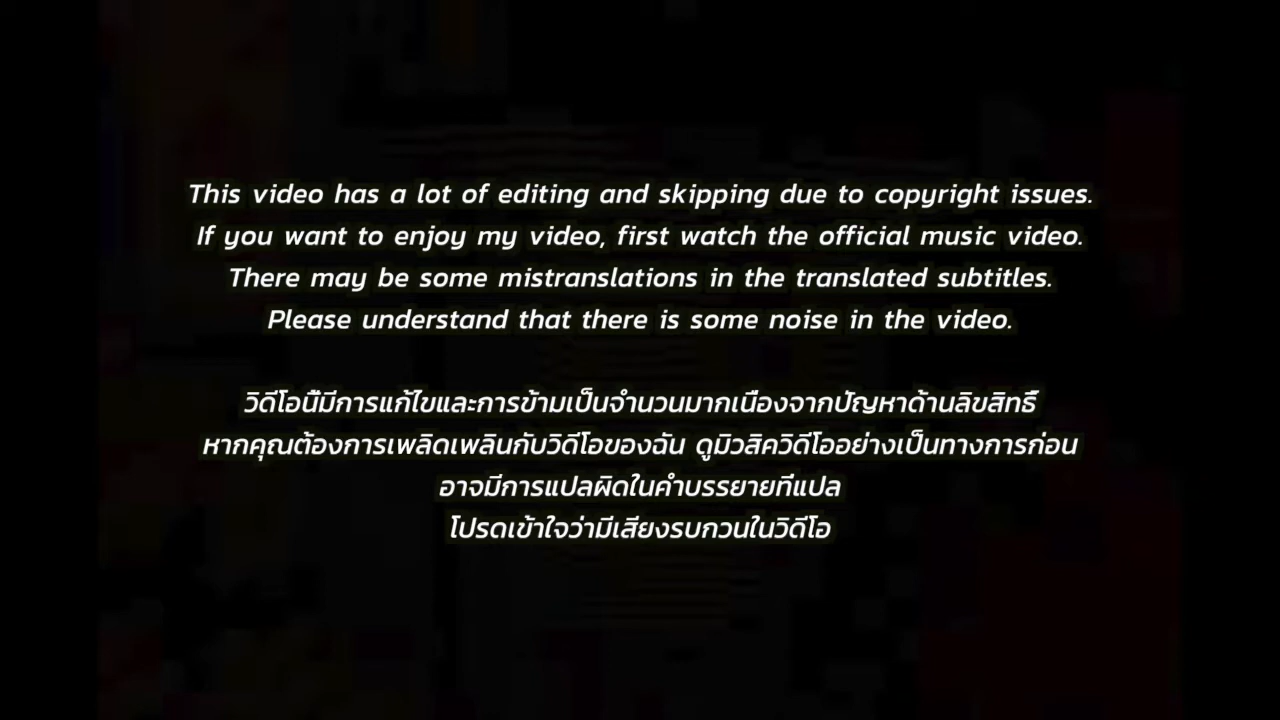 This video has a lot of editing and skipping due to copyright issues.
If you want to enjoy my video, first watch the official music video.
There may be some mistranslations in the translated subtitles.
Please understand that there is some noise in the video.
วิดีโอนี้มีการแก้ไขและการข้ามเป็นจำนวนมากเนื่องจากปัญหาด้านลิขสิทธิ์
หากคุณต้องการเพลิดเพลินกับวิดีโอของฉัน ดูมิวสิควิดีโออย่างเป็นทางการก่อน
อาจมีการแปลผิดในคำบรรยายที่แปล
โปรดเข้าใจว่ามีเสียงรบกวนในวิดีโอ